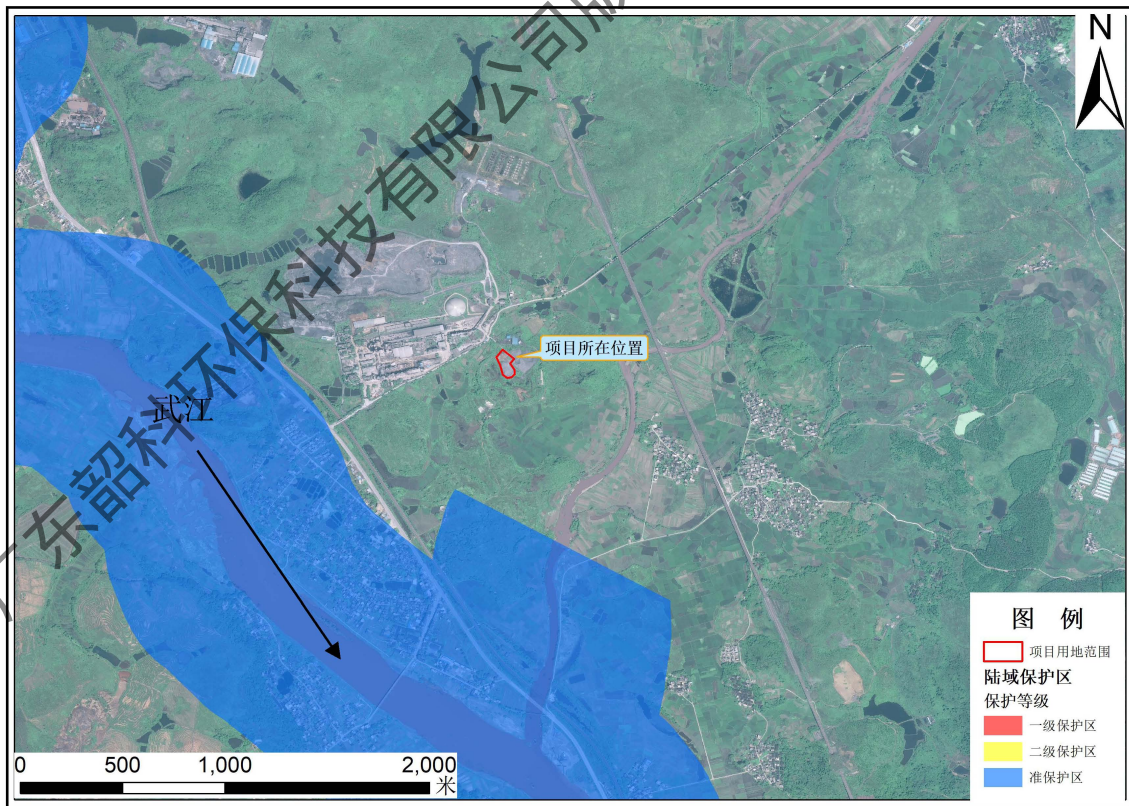 广东韶科环保科技有限公司版
N
项目所在位置
武江
图 例
项目用地范围
陆域保护区
保护等级
一级保护区
二级保护区
准保护区
0 500 1,000 2,000
米